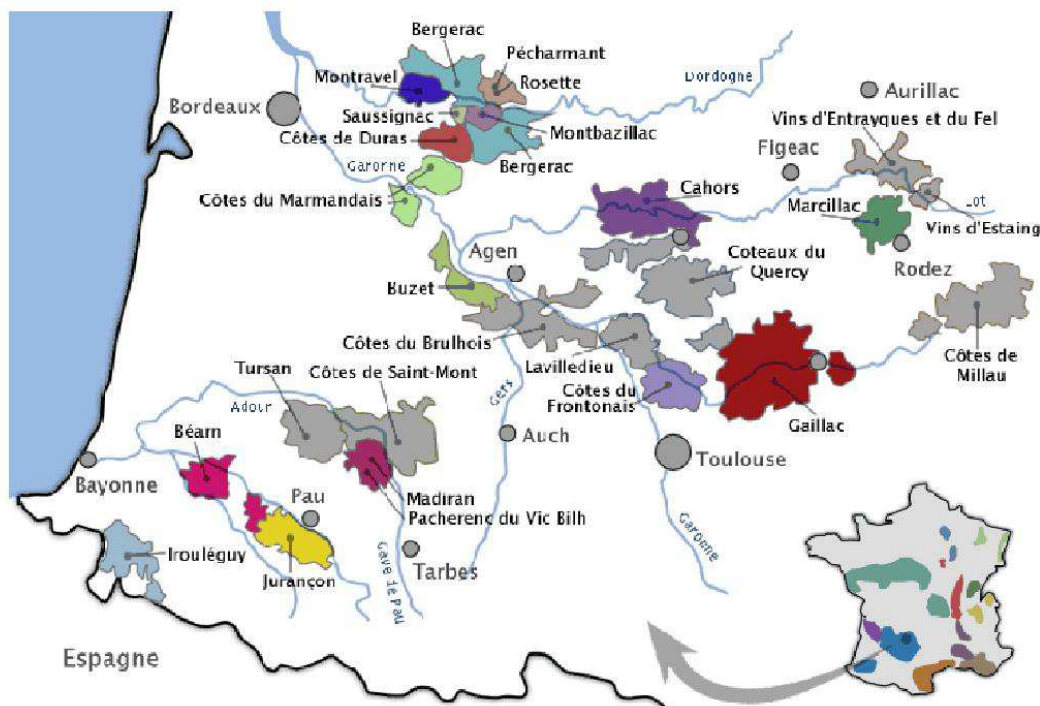 Bergerac
Pécharmant
Montravel
Rosette
Dordogne
Bordeaux
Aurillac
Saussignac
Vins d'Entrayques et du Fel
Côtes de Duras
Montbazillac
Figeac
Bergerac
Garonne
Cahors
Côtes du Marmandais
Marcillac
Lot
Vins d'Estaing
Agen
Coteaux du
Quercy
Rodez
Buzet
Côtes du Brulhois
Lavilledieu
Côtes de
Millau
Tursan
Côtes de Saint-Mont
Côtes du
Frontonais
Gers
Adour
Gaillac
Béarn
Auch
Toulouse
Bayonne
Pau
Madiran
Pacherenc du Vic Bilh
Garonne
Irouléguy
Jurançon
Tarbes
Gave de Pau
Espagne